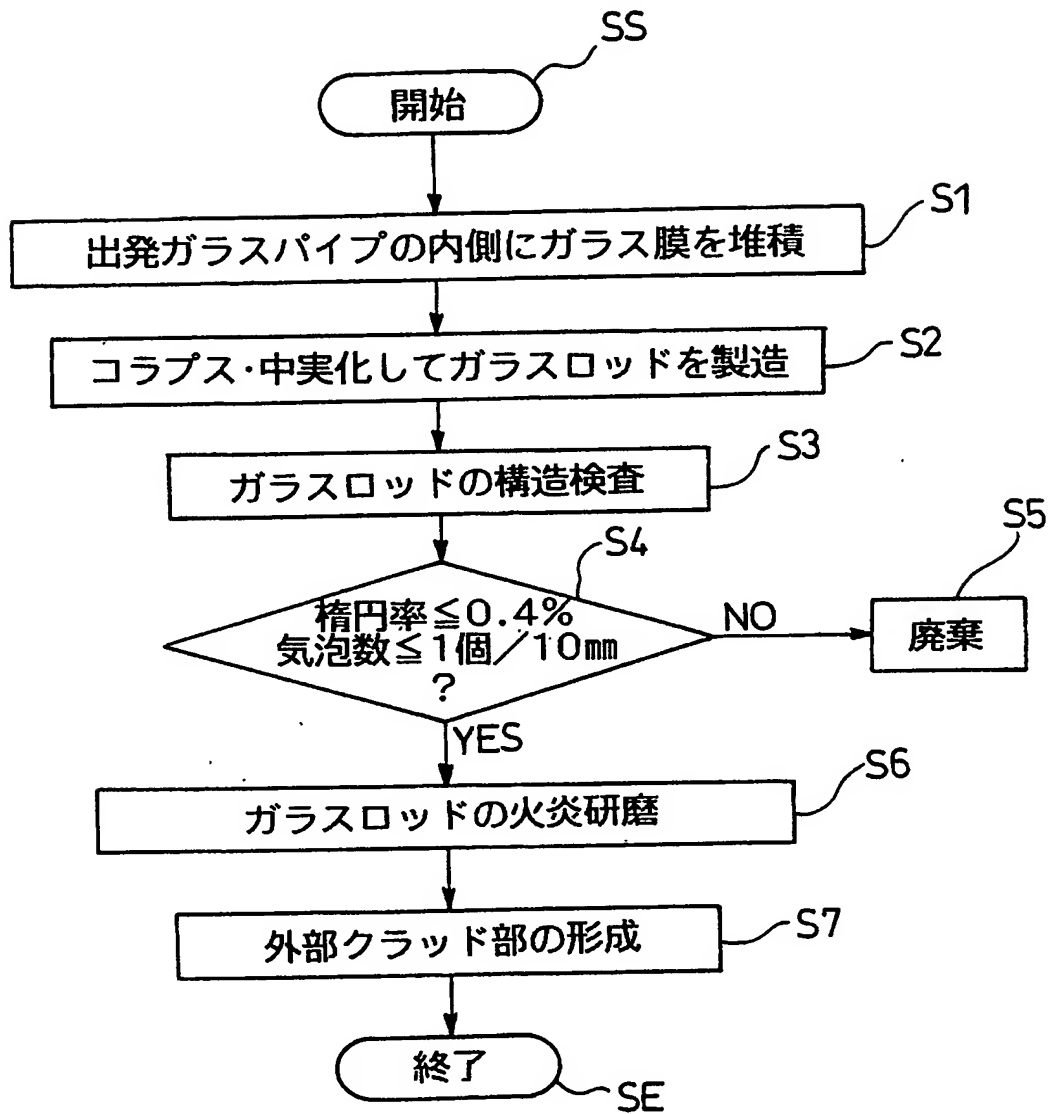 SS
開始
S1
出発ガラスパイプの内側にガラス膜を堆積
S2
コラプス・中実化してガラスロッドを製造
S3
ガラスロッドの構造検査
S4
S5
楕円率≦0.4%
気泡数≦1個/10㎜
?
NO
廃棄
YES
S6
ガラスロッドの火炎研磨
S7
外部クラッド部の形成
終了
SE